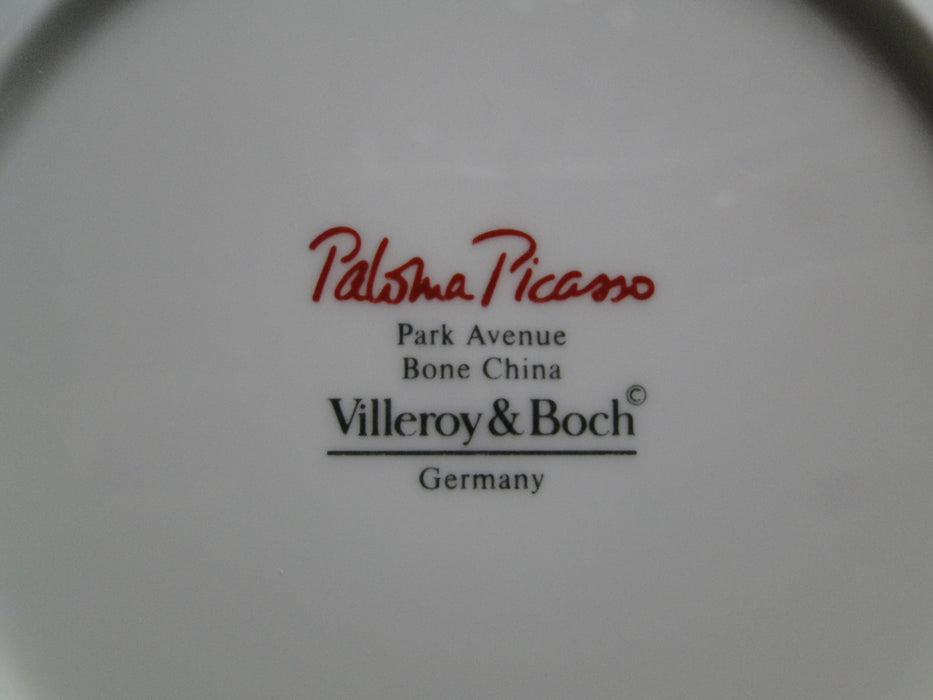 Paloma Picasso
Park Avenue
Bone China
Villeroy & Boch©
Germany